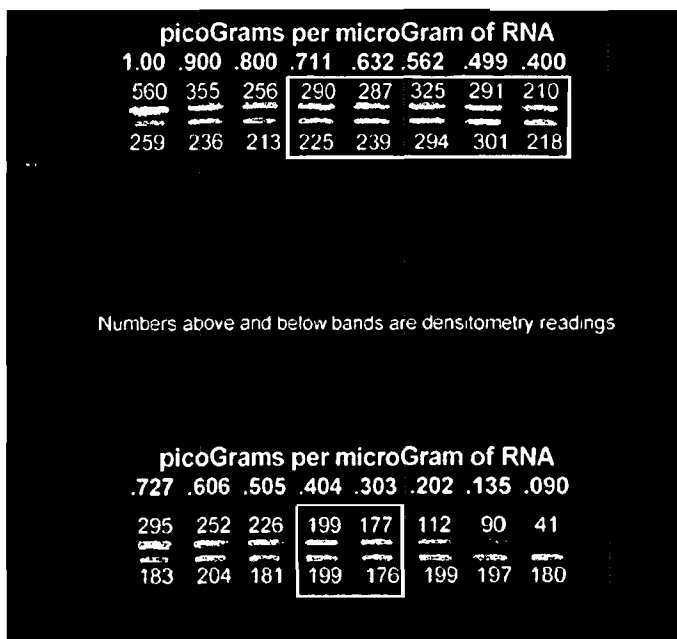 picoGrams per microGram of RNA
1.00 .900 .800 .711 .632 .562 .499 .400
560 355 256 290 287 325 291 210
259 236 213 225 239 294 301 218
Numbers above and below bands are densitometry readings
picoGrams per microGram of RNA
.727 .606 .505 .404 .303 .202 .135 .090
295 252 226 199 177 112 90 41
183 204 181 199 176 199 197 180